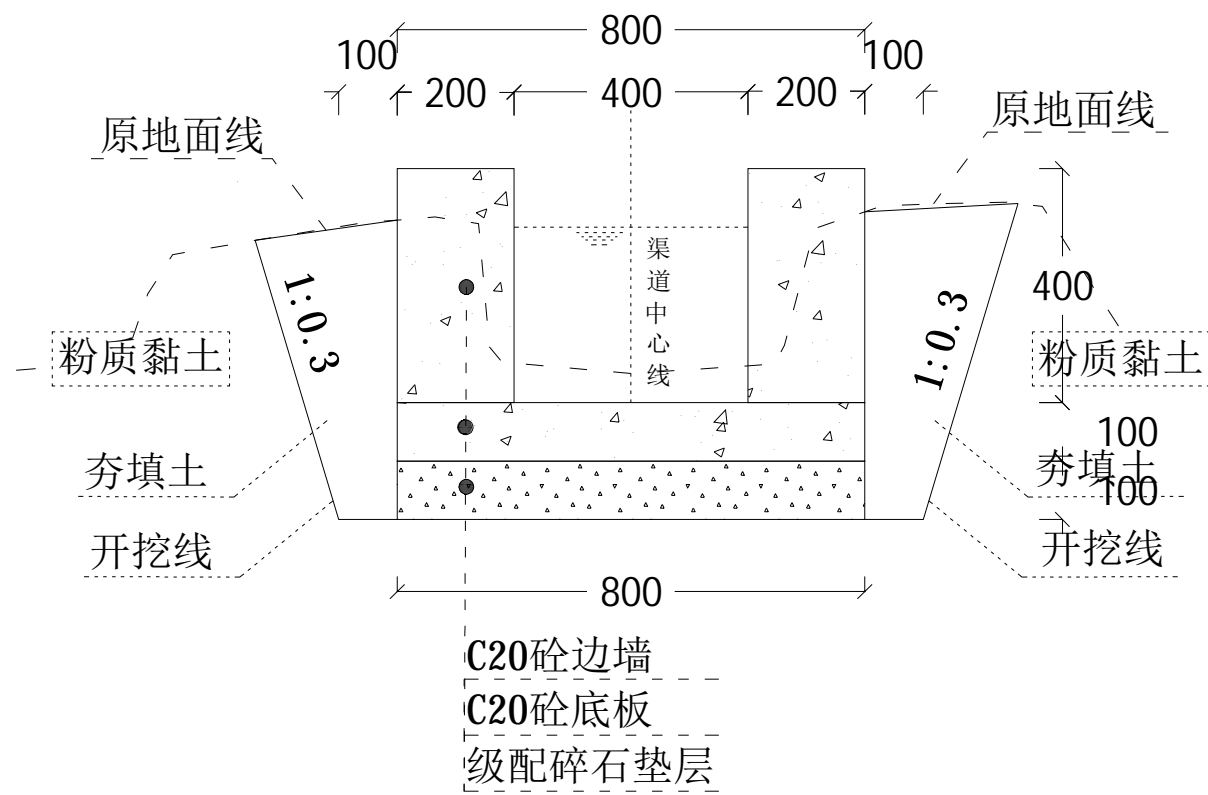 800
100
100
200
400
200
原地面线
原地面线
渠道中心线
1:0.3
1:0.3
400
粉质黏土
粉质黏土
100
夯填土
夯填土
100
开挖线
开挖线
800
C20砼边墙
C20砼底板
级配碎石垫层